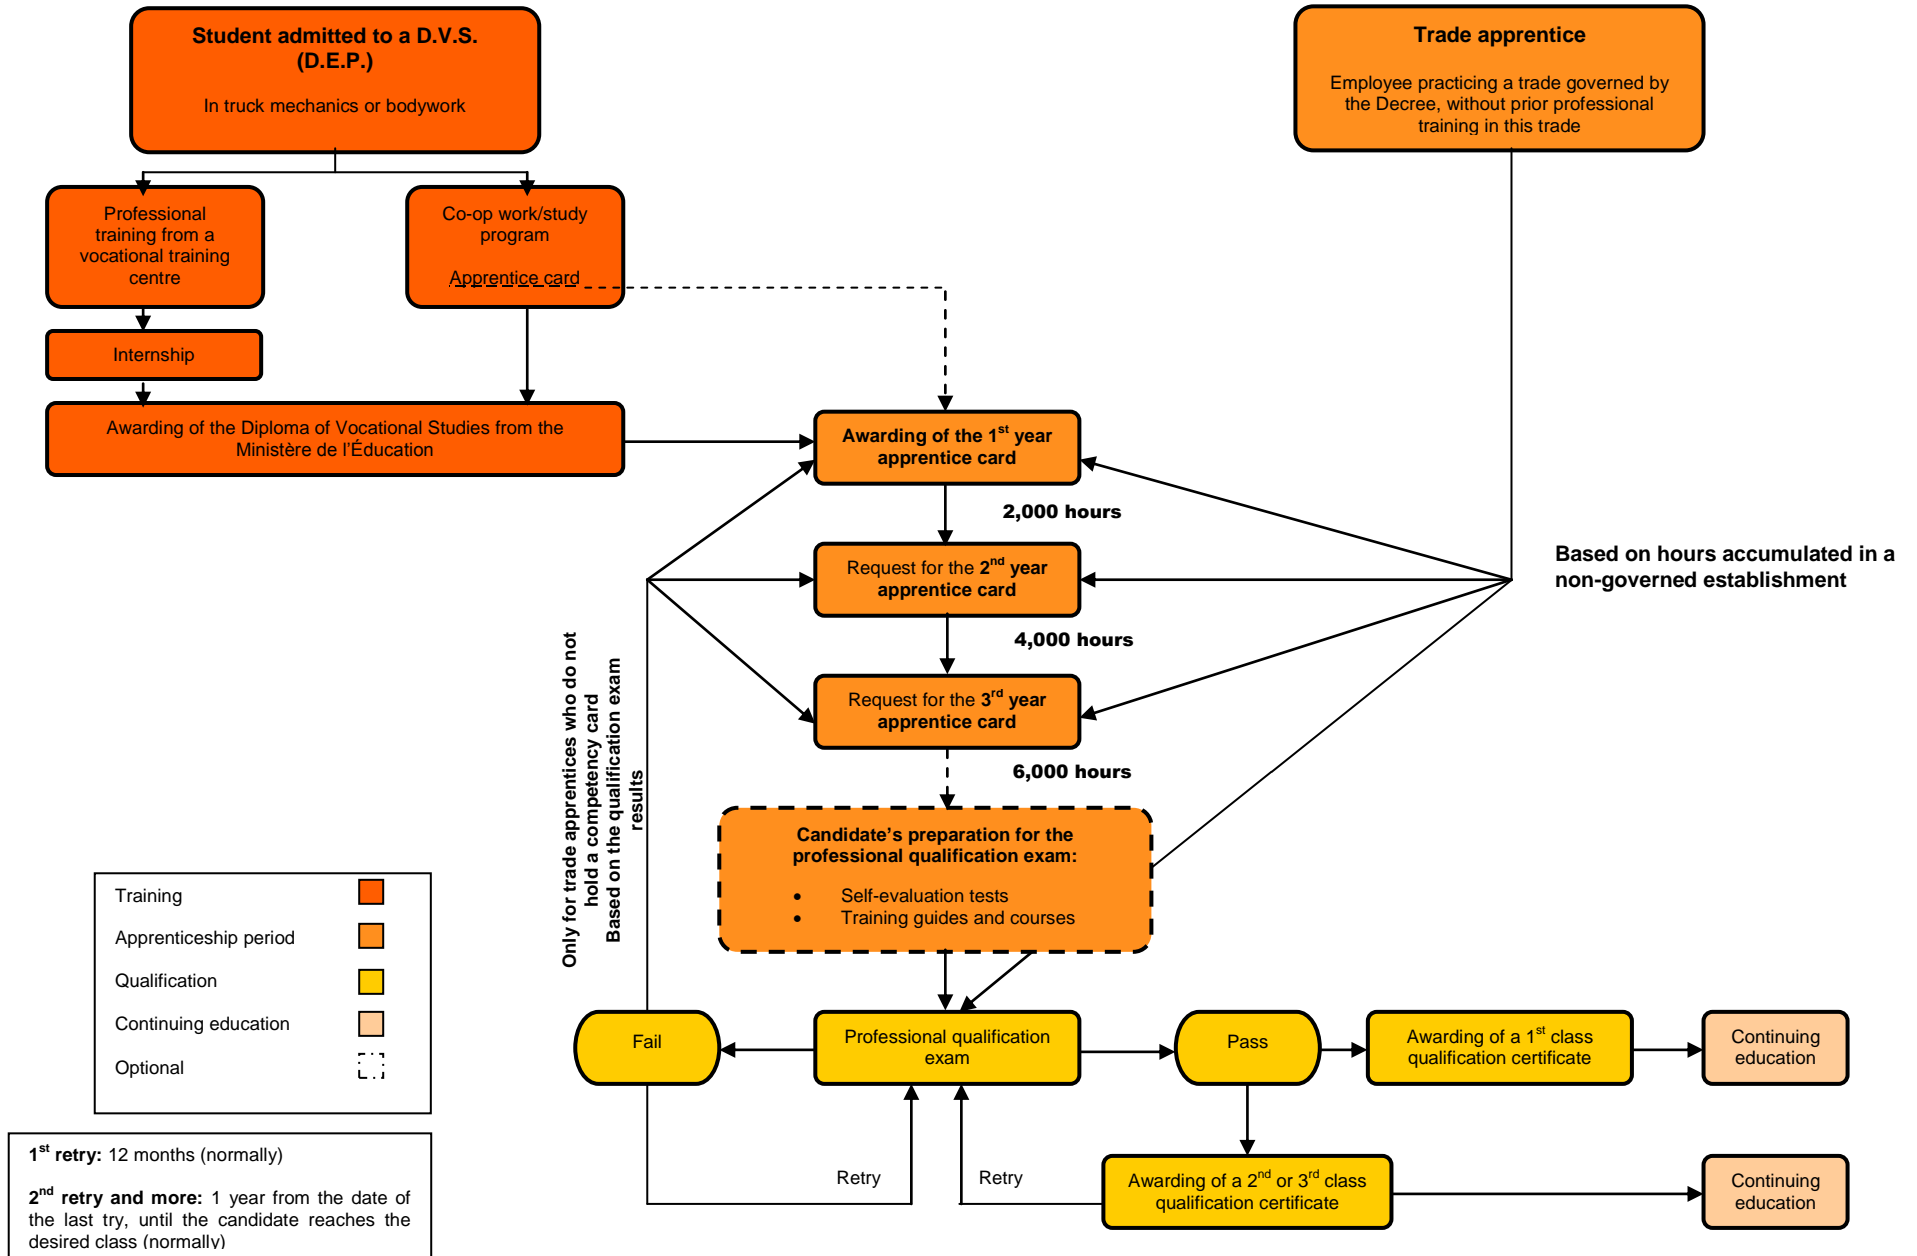 Student admitted to a D.V.S.
(D.E.P.)
In truck mechanics or bodywork
Trade apprentice
Employee practicing a trade governed by
the Decree, without prior professional
training in this trade
Professional
training from a
vocational training
centre
Co-op work/study
program
Apprentice card
Internship
Awarding of the Diploma of Vocational Studies from the
Ministère de l'Éducation
Awarding of the 1st year
apprentice card
2,000 hours
Request for the 2nd year
apprentice card
Based on hours accumulated in a
non-governed establishment
4,000 hours
Request for the 3rd year
apprentice card
6,000 hours
Only for trade apprentices who do not
hold a competency card
Based on the qualification exam
results
Candidate's preparation for the
professional qualification exam:
• Self-evaluation tests
• Training guides and courses
Training
Apprenticeship period
Qualification
Continuing education
Optional
Fail
Professional qualification
exam
Pass
Awarding of a 1st class
qualification certificate
Continuing
education
Retry
Retry
Awarding of a 2nd or 3rd class
qualification certificate
Continuing
education
1st retry: 12 months (normally)
2nd retry and more: 1 year from the date of
the last try, until the candidate reaches the
desired class (normally)